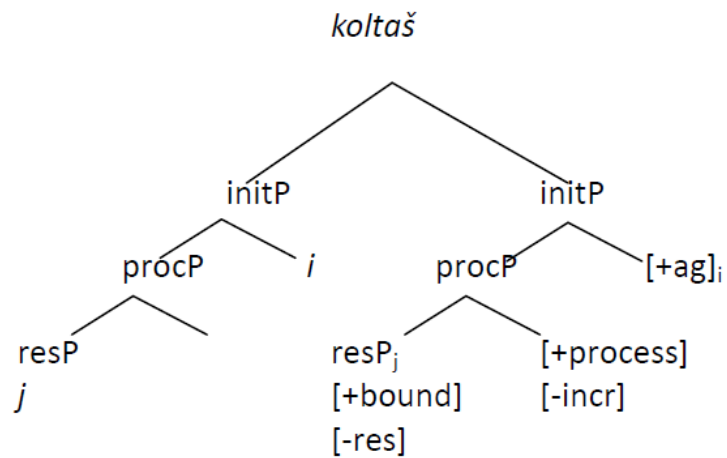 koltaš
initP initP
procP i procP [+ag]ᵢ
resP resPⱼ [+process]
j [+bound] [-incr]
[-res]